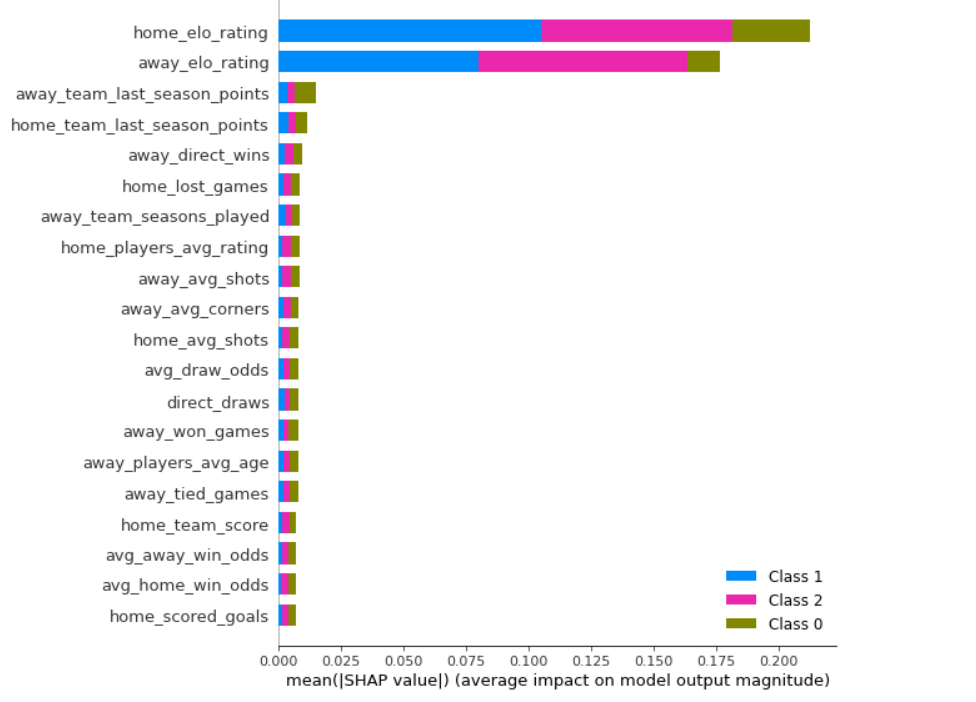 home_elo_rating
away_elo_rating
away_team_last_season_points
home_team_last_season_points
away_direct_wins
home_lost_games
away_team_seasons_played
home_players_avg_rating
away_avg_shots
away_avg_corners
home_avg_shots
avg_draw_odds
direct_draws
away_won_games
away_players_avg_age
away_tied_games
home_team_score
avg_away_win_odds
avg_home_win_odds
home_scored_goals
Class 1
Class 2
Class 0
0.000 0.025 0.050 0.075 0.100 0.125 0.150 0.175 0.200
mean(|SHAP value|) (average impact on model output magnitude)